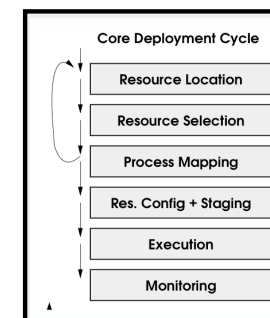 Core Deployment Cycle
Resource Location
Resource Selection
Process Mapping
Res. Config + Staging
Execution
Monitoring